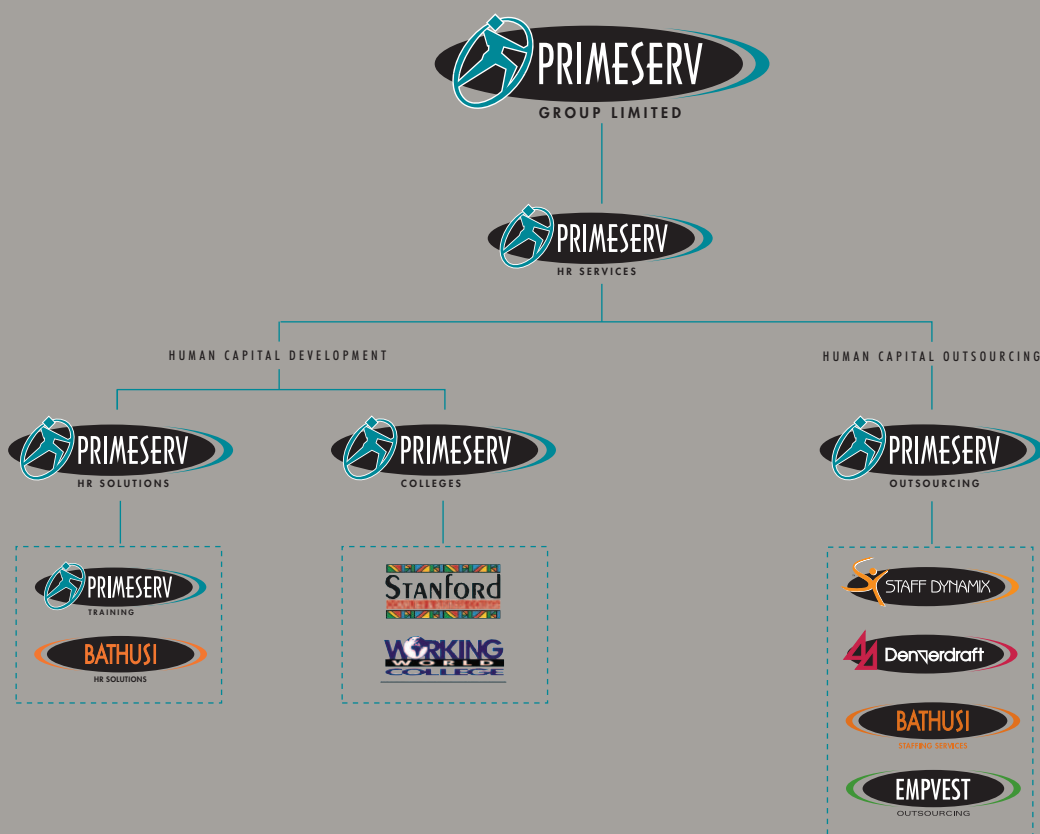 PRIMESERV
GROUP LIMITED
PRIMESERV
HR SERVICES
HUMAN CAPITAL DEVELOPMENT
HUMAN CAPITAL OUTSOURCING
PRIMESERV
HR SOLUTIONS
PRIMESERV
COLLEGES
PRIMESERV
OUTSOURCING
PRIMESERV
TRAINING
BATHUSI
HR SOLUTIONS
STANFORD
WORKING
WORLD
COLLEGE
STAFF DYNAMIX
Denverdraft
BATHUSI
STAFFING SERVICES
EMPVEST
OUTSOURCING